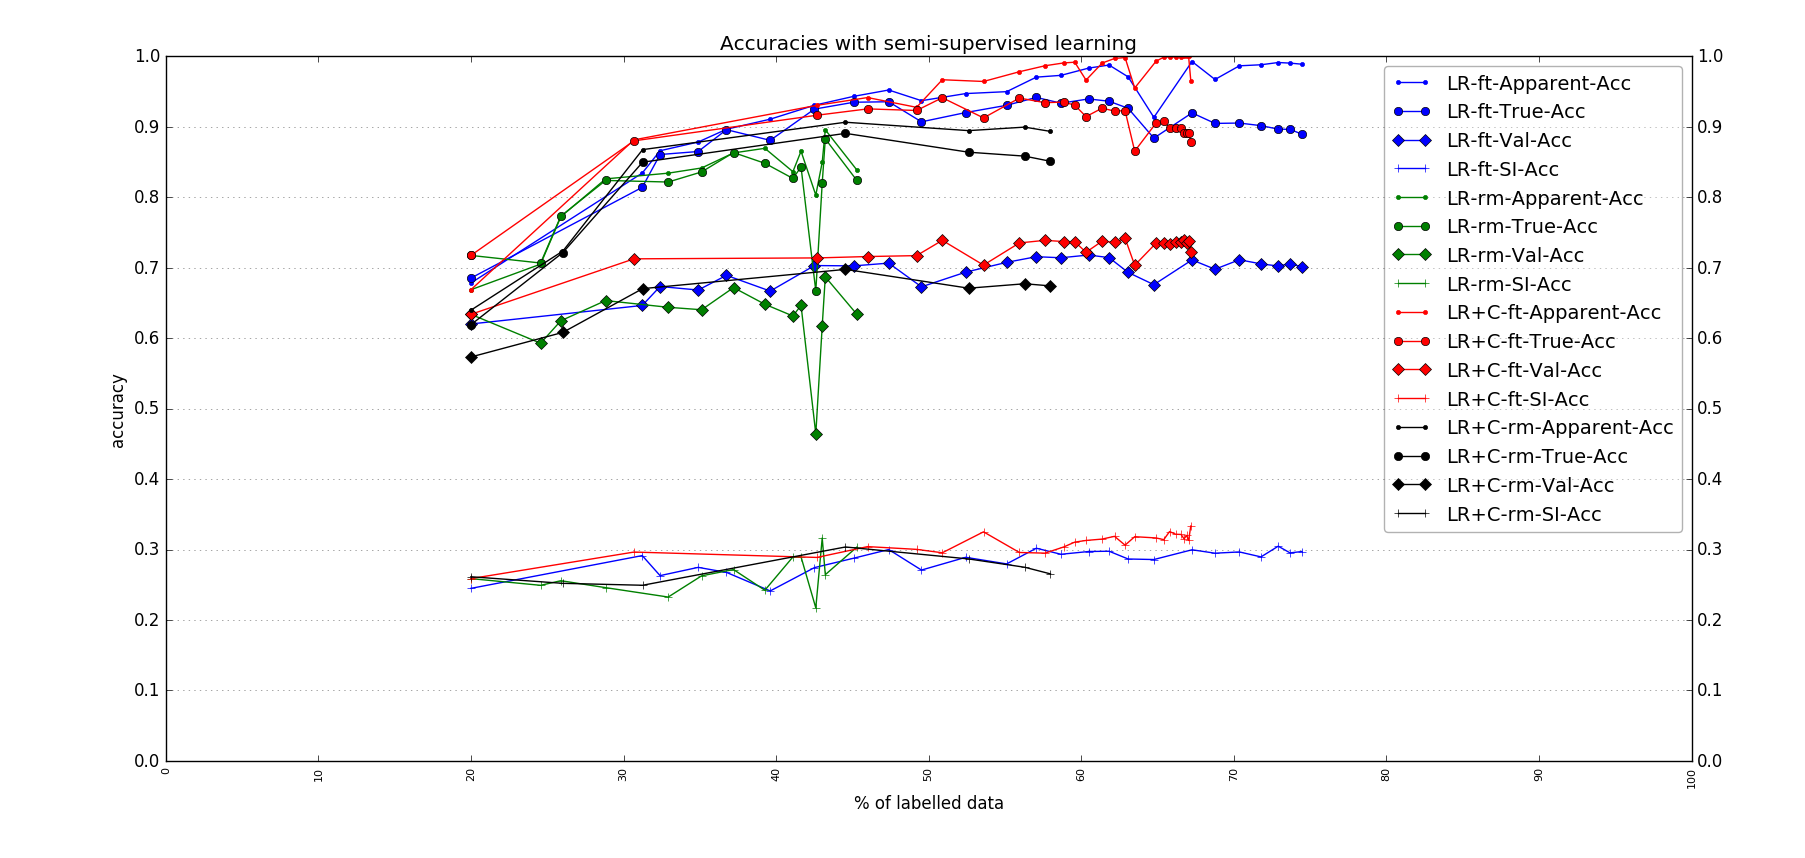 Accuracies with semi-supervised learning
1.0
0.9
0.8
0.7
0.6
0.5
0.4
0.3
0.2
0.1
0.0
accuracy
1.0
0.9
0.8
0.7
0.6
0.5
0.4
0.3
0.2
0.1
0.0
LR-ft-Apparent-Acc
LR-ft-True-Acc
LR-ft-Val-Acc
LR-ft-SI-Acc
LR-rm-Apparent-Acc
LR-rm-True-Acc
LR-rm-Val-Acc
LR-rm-SI-Acc
LR+C-ft-Apparent-Acc
LR+C-ft-True-Acc
LR+C-ft-Val-Acc
LR+C-ft-SI-Acc
LR+C-rm-Apparent-Acc
LR+C-rm-True-Acc
LR+C-rm-Val-Acc
LR+C-rm-SI-Acc
0 10 20 30 40 50 60 70 80 90 100
% of labelled data